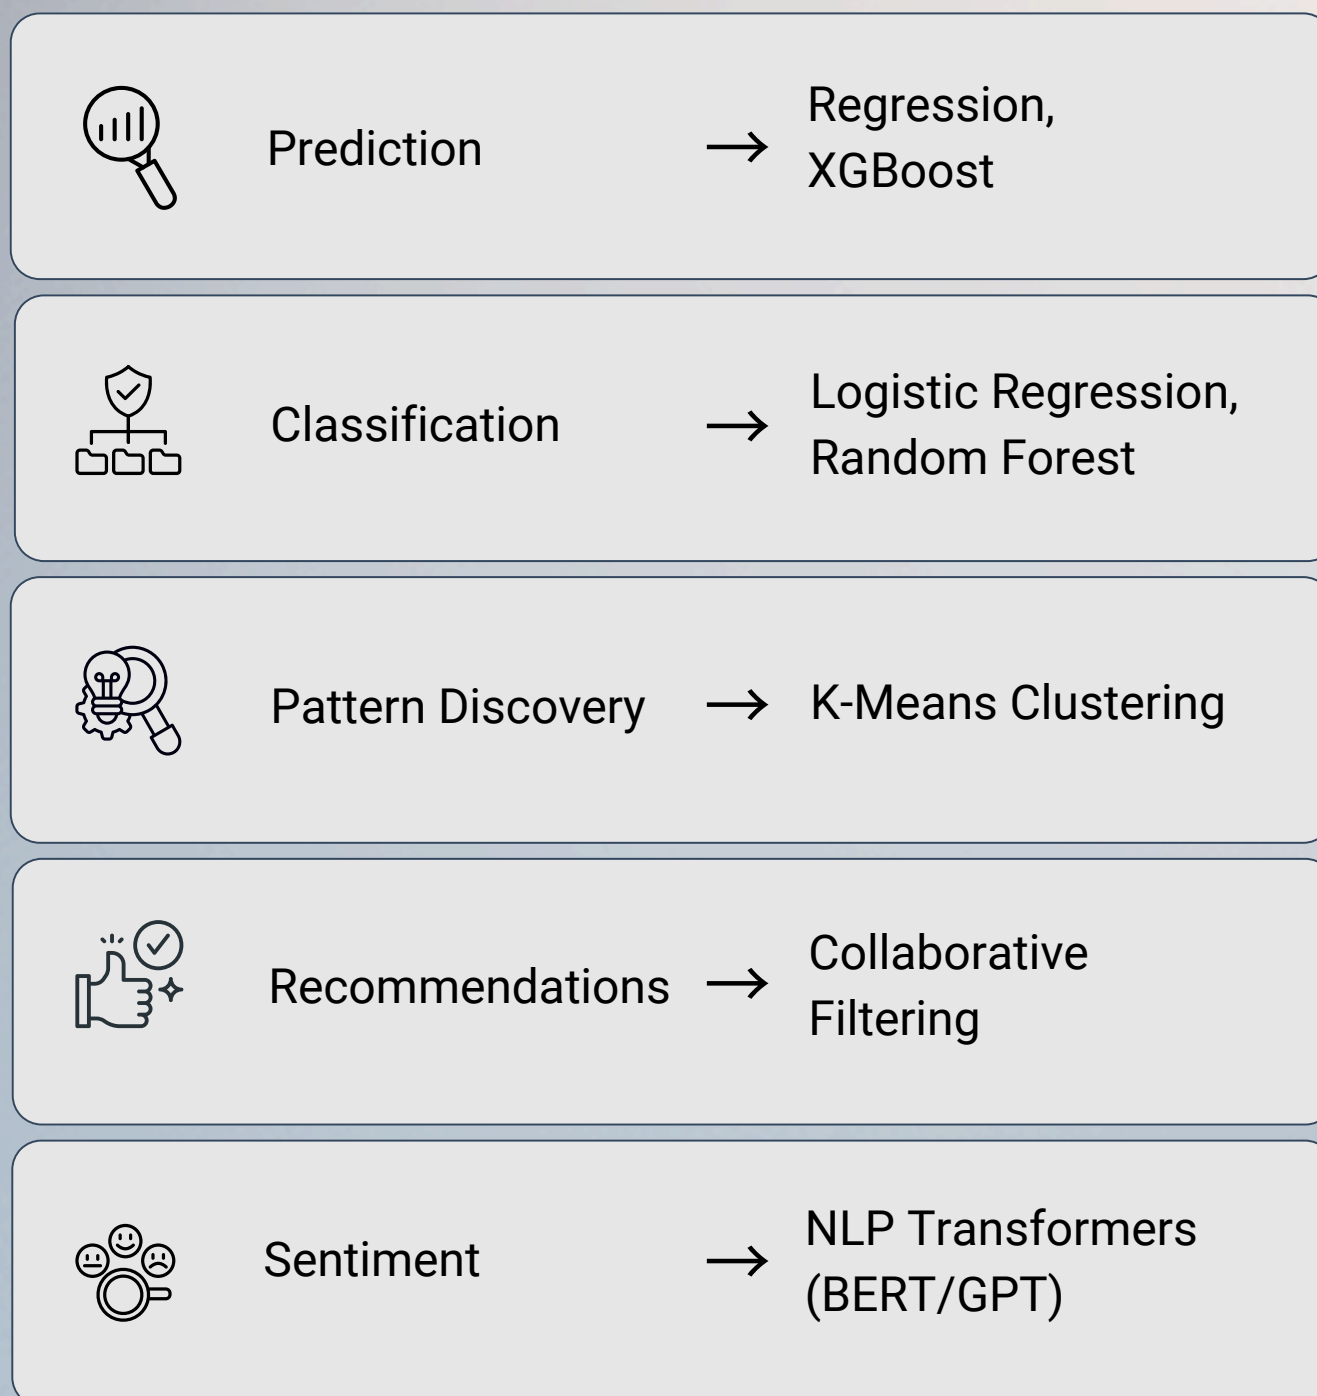 Prediction
→
Regression,
XGBoost
Classification
→
Logistic Regression,
Random Forest
Pattern Discovery
→
K-Means Clustering
Recommendations
→
Collaborative
Filtering
Sentiment
→
NLP Transformers
(BERT/GPT)